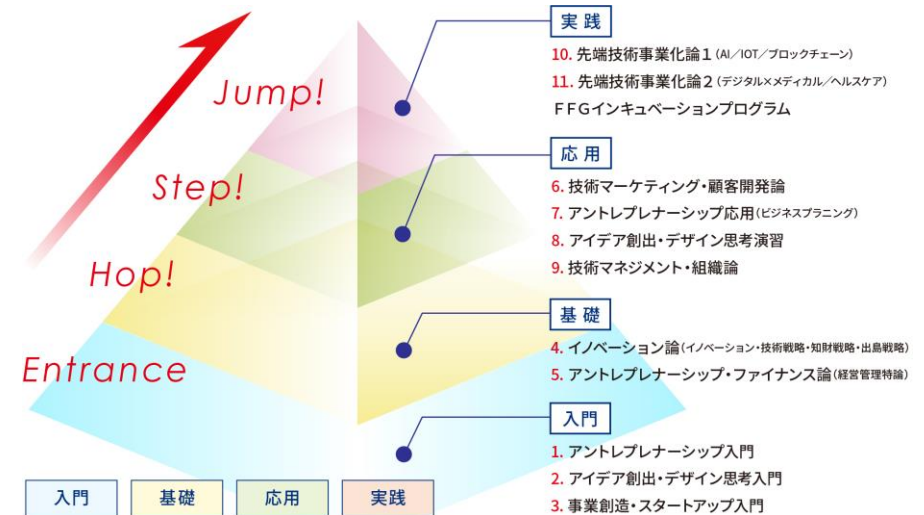 Jump!
Step!
Hop!
Entrance
実践
10. 先端技術事業化論1（AI／IOT／ブロックチェーン）
11. 先端技術事業化論2（デジタル×メディカル／ヘルスケア）
ＦＦＧインキュベーションプログラム
応用
6. 技術マーケティング・顧客開発論
7. アントレプレナーシップ応用（ビジネスプラニング）
8. アイデア創出・デザイン思考演習
9. 技術マネジメント・組織論
基礎
4. イノベーション論（イノベーション・技術戦略・知財戦略・出島戦略）
5. アントレプレナーシップ・ファイナンス論（経営管理特論）
入門
1. アントレプレナーシップ入門
2. アイデア創出・デザイン思考入門
3. 事業創造・スタートアップ入門
入門 基礎 応用 実践